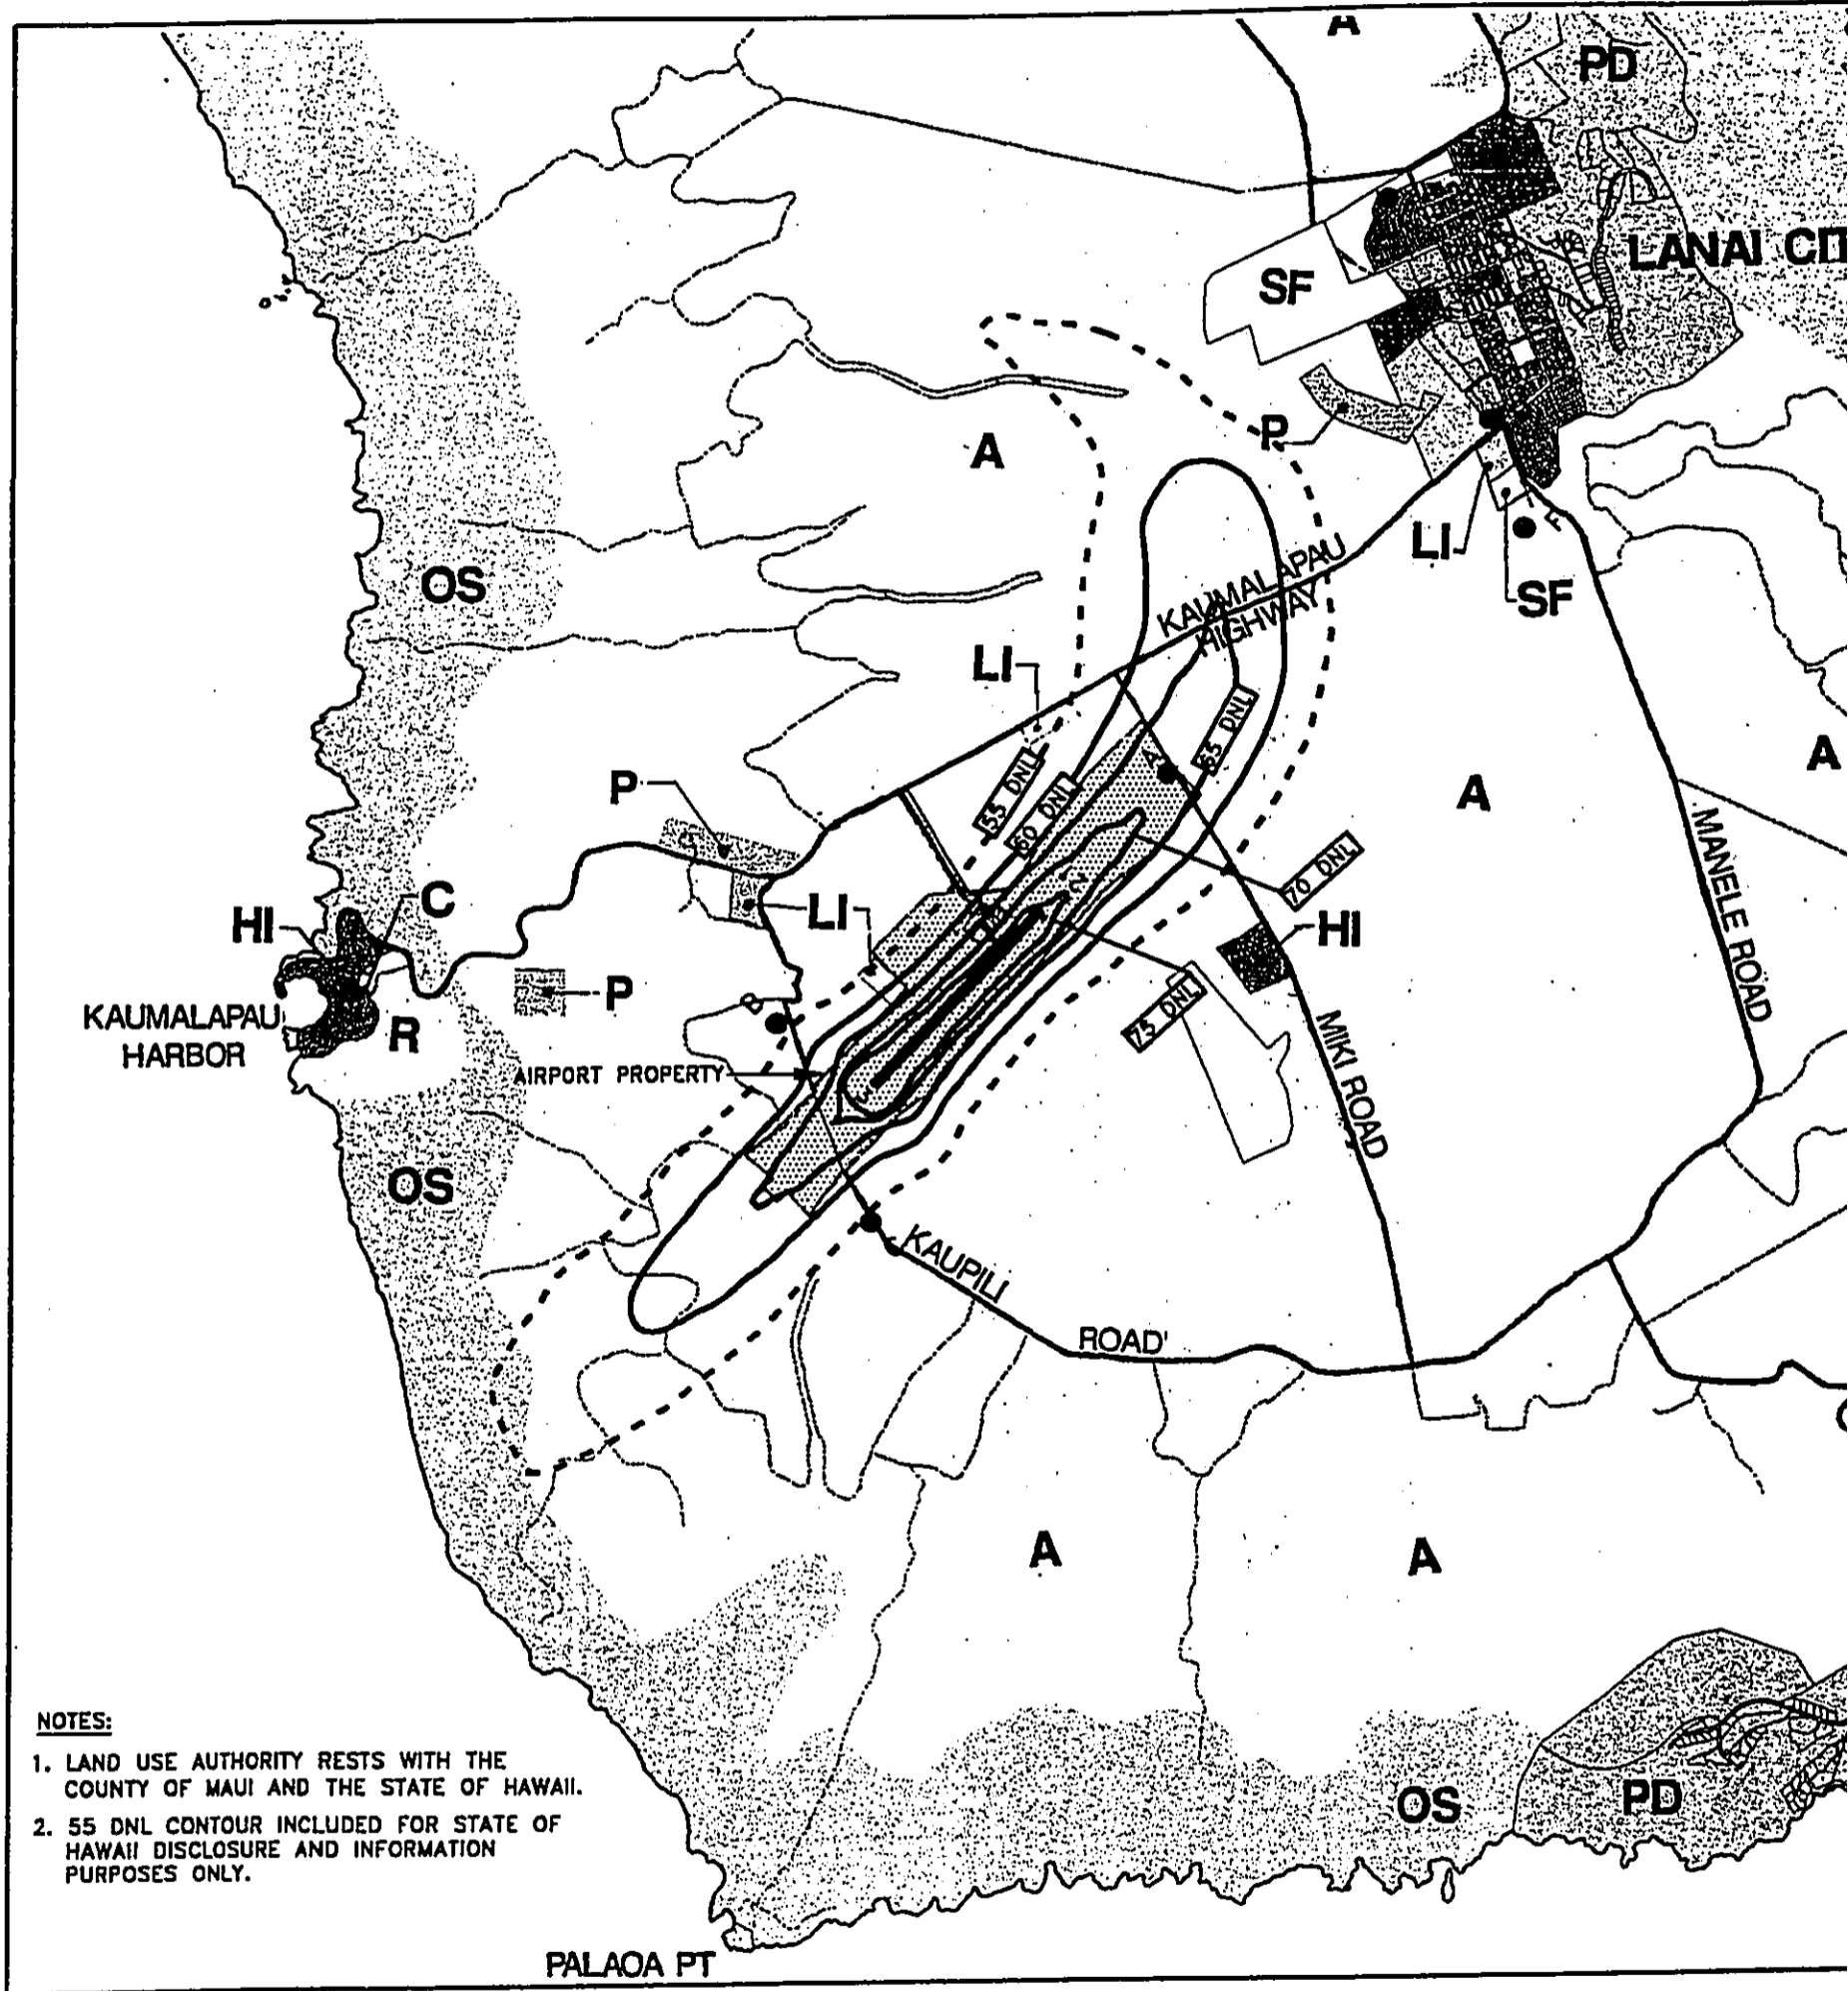 A
PD
LANAI CIT
SF
A
P
LI
SF
OS
KAUMALAPAU
HIGHWAY
LI
A
A
55 DNL
60 DNL
65 DNL
A
P
70 DNL
MANELE ROAD
HI
C
LI
2
HI
P
KAUMALAPAU
HARBOR
R
B
75 DNL
MIKI ROAD
AIRPORT PROPERTY
3
OS
C
KAUPILI
ROAD
A
A
NOTES:
1. LAND USE AUTHORITY RESTS WITH THE
COUNTY OF MAUI AND THE STATE OF HAWAII.
2. 55 DNL CONTOUR INCLUDED FOR STATE OF
HAWAII DISCLOSURE AND INFORMATION
PURPOSES ONLY.
OS
PD
PALAOA PT